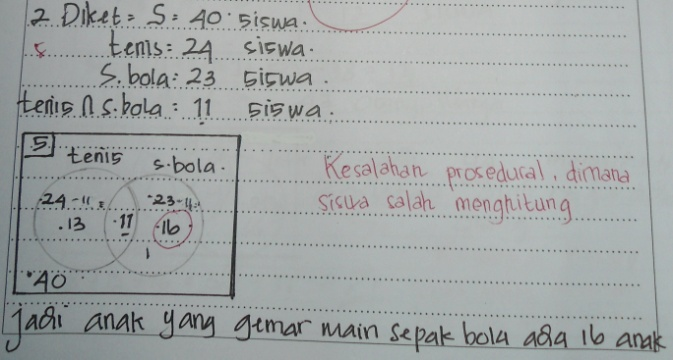 2 Diket = S = 40 siswa.
5 tenis = 24 siswa.
S. bola : 23 siswa.
tenis ∩ s.bola : 11 siswa.
S tenis s.bola.
24-11= 23-11=
13 11 16
40
Kesalahan prosedural, dimana
siswa salah menghitung
Jadi anak yang gemar main sepak bola ada 16 anak